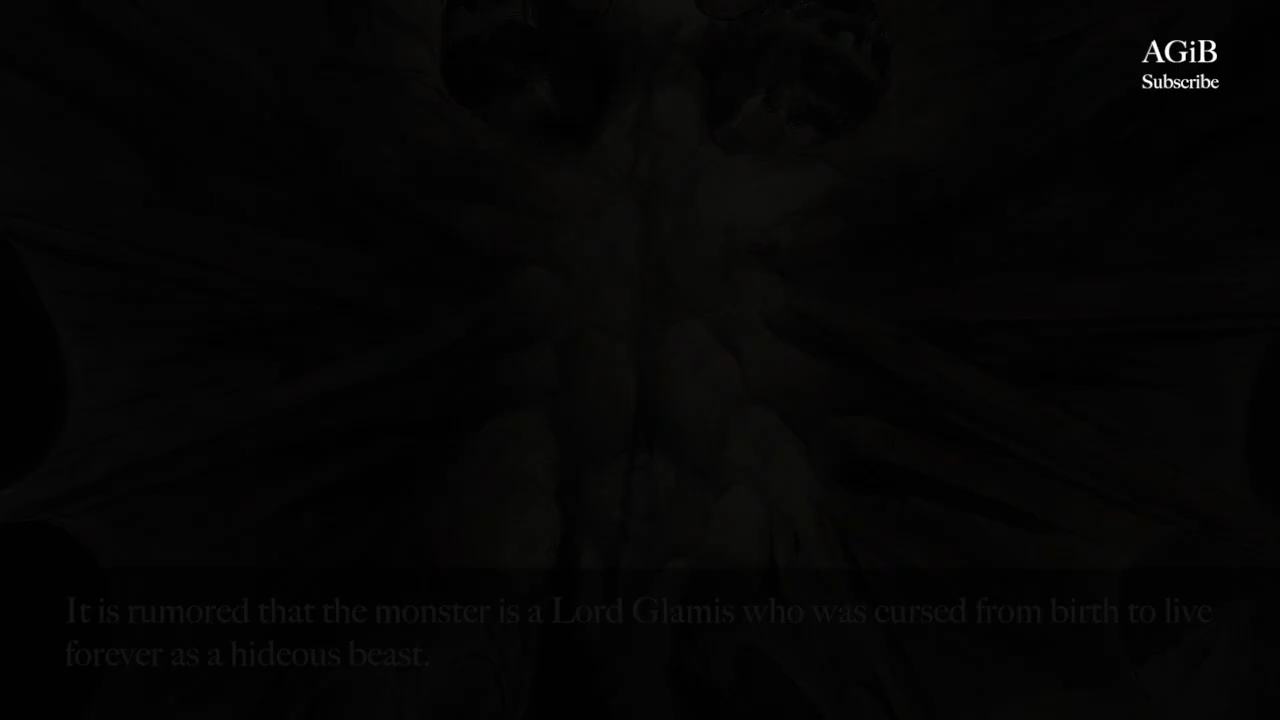 AGiB
Subscribe
It is rumored that the monster is a Lord Glamis who was cursed from birth to live
forever as a hideous beast.